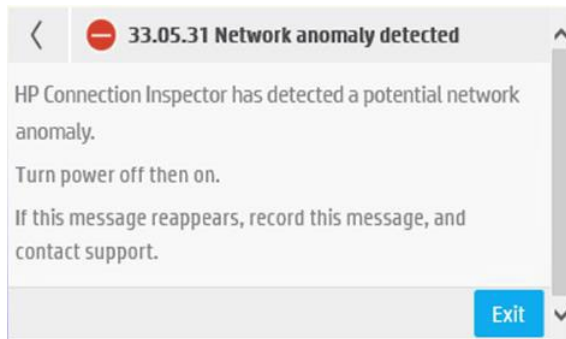 33.05.31 Network anomaly detected
HP Connection Inspector has detected a potential network
anomaly.
Turn power off then on.
If this message reappears, record this message, and
contact support.
Exit